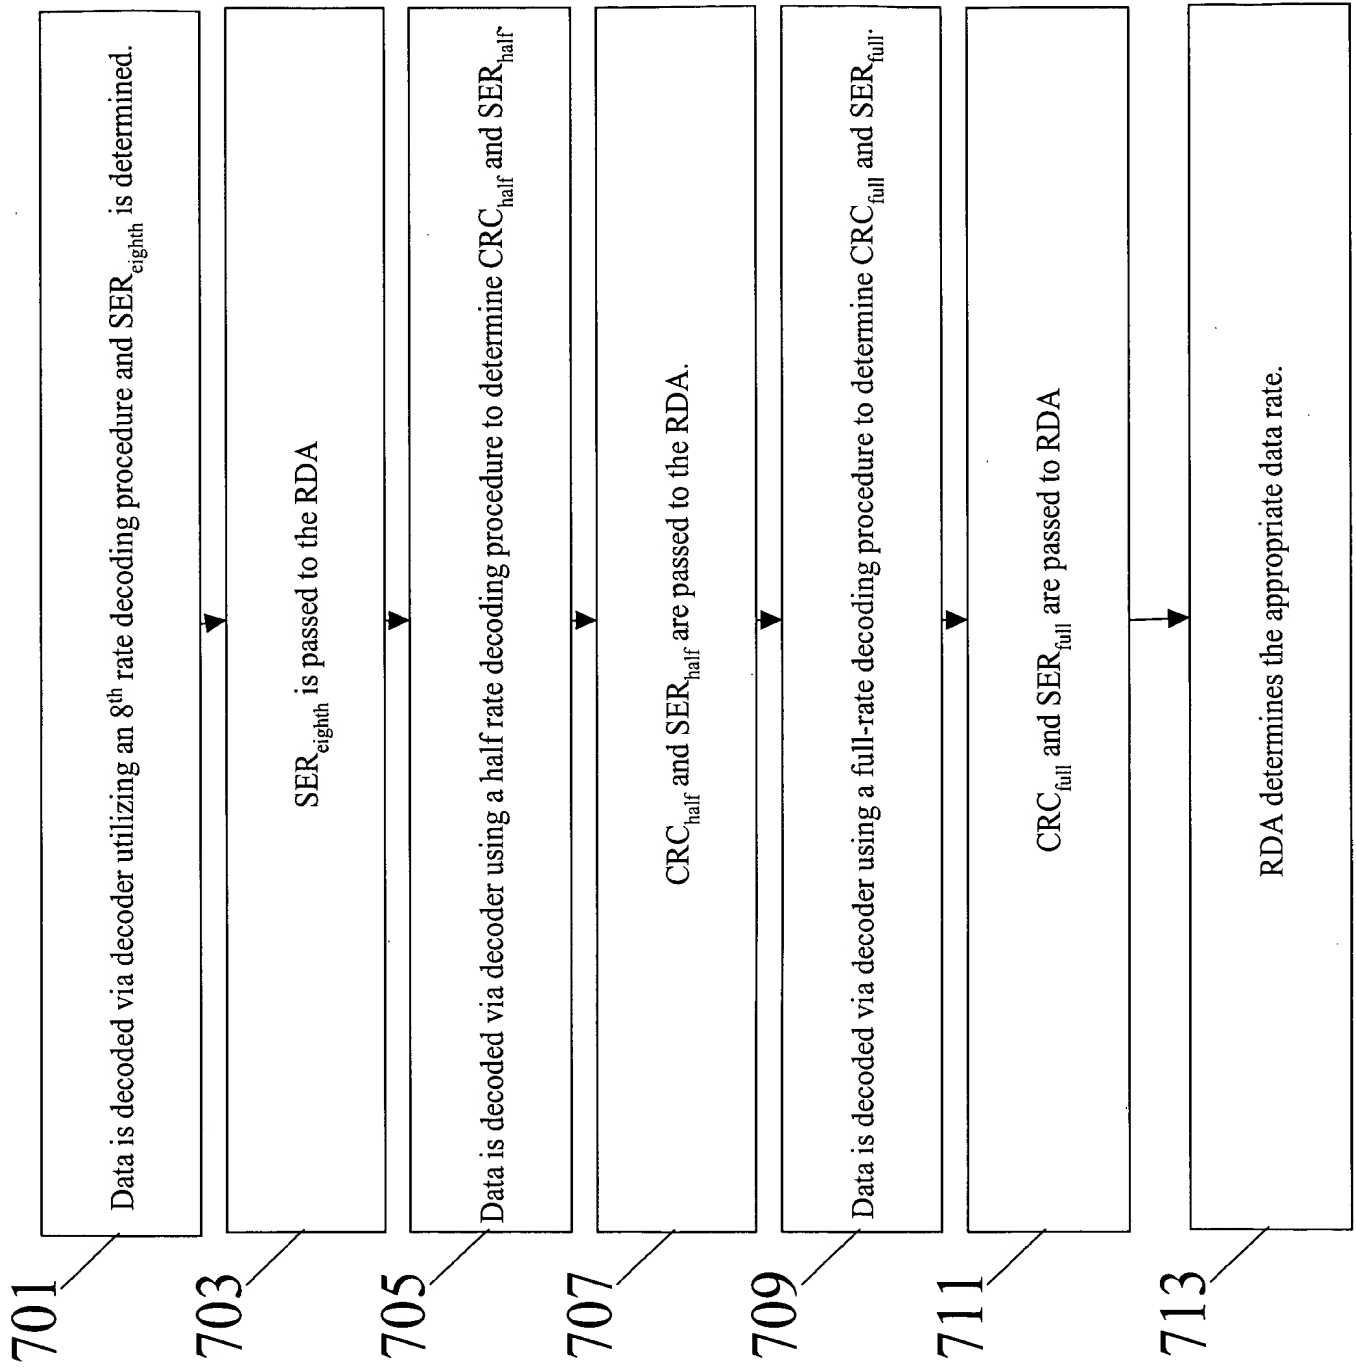 701
Data is decoded via decoder utilizing an 8th rate decoding procedure and SEReighth is determined.
703
SEReighth is passed to the RDA
705
Data is decoded via decoder using a half rate decoding procedure to determine CRChalf and SERhalf.
707
CRChalf and SERhalf are passed to the RDA.
709
Data is decoded via decoder using a full-rate decoding procedure to determine CRCfull and SERfull.
711
CRCfull and SERfull are passed to RDA
713
RDA determines the appropriate data rate.